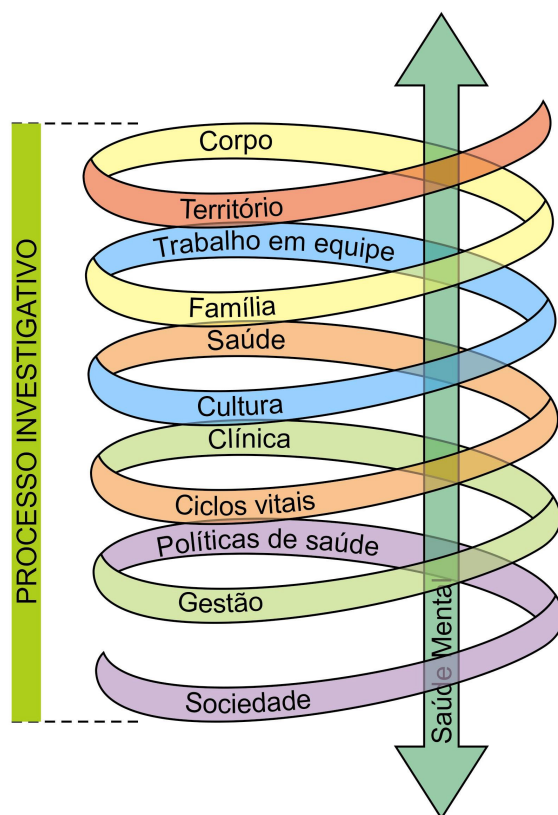 PROCESSO INVESTIGATIVO
Corpo
Território
Trabalho em equipe
Família
Saúde
Cultura
Clínica
Ciclos vitais
Políticas de saúde
Gestão
Sociedade
Saúde Mental